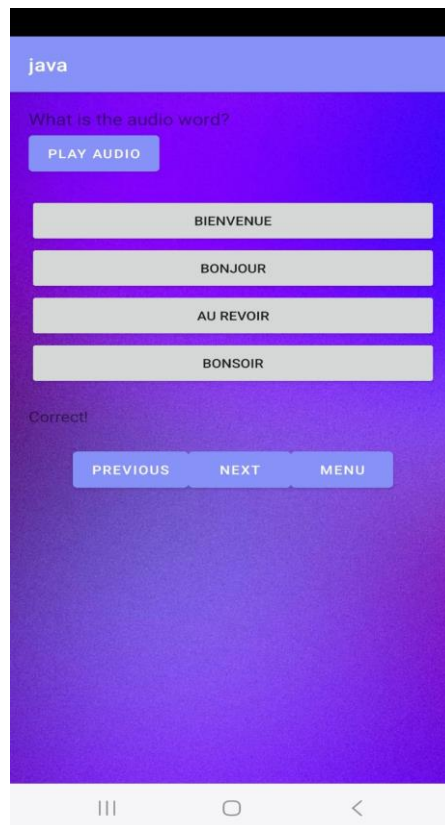 java
What is the audio word?
PLAY AUDIO
BIENVENUE
BONJOUR
AU REVOIR
BONSOIR
Correct!
PREVIOUS NEXT MENU